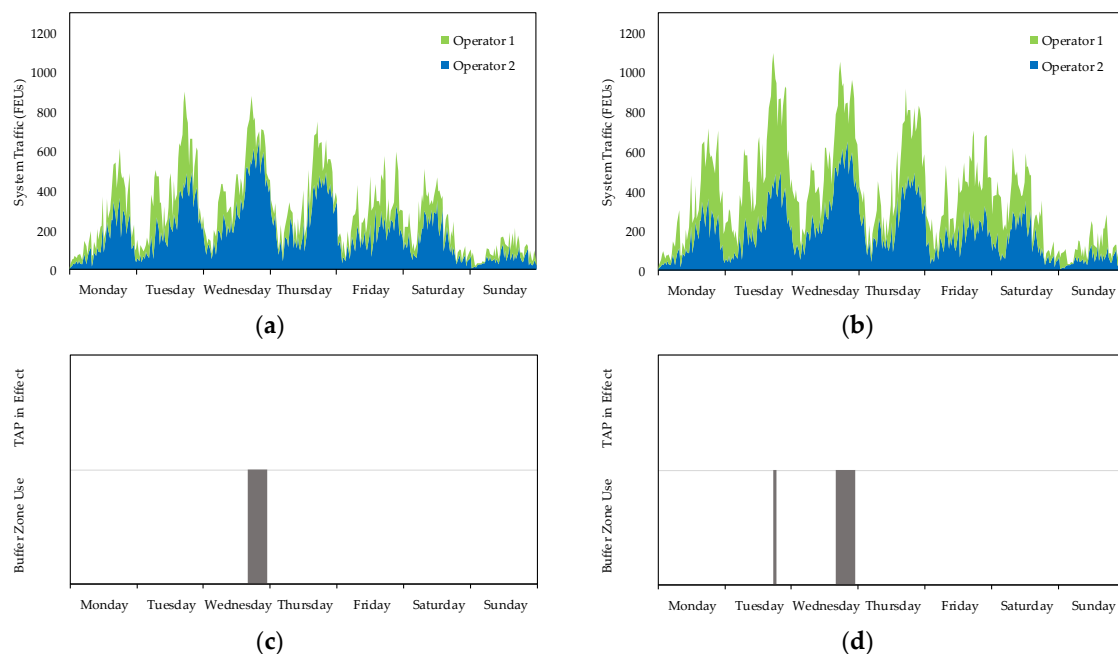 1200
1000
800
600
400
200
0
System Traffic (FEUs)
Operator 1
Operator 2
Monday Tuesday Wednesday Thursday Friday Saturday Sunday
(a)
1200
1000
800
600
400
200
0
System Traffic (FEUs)
Operator 1
Operator 2
Monday Tuesday Wednesday Thursday Friday Saturday Sunday
(b)
TAP in Effect
Buffer Zone Use
Monday Tuesday Wednesday Thursday Friday Saturday Sunday
(c)
TAP in Effect
Buffer Zone Use
Monday Tuesday Wednesday Thursday Friday Saturday Sunday
(d)